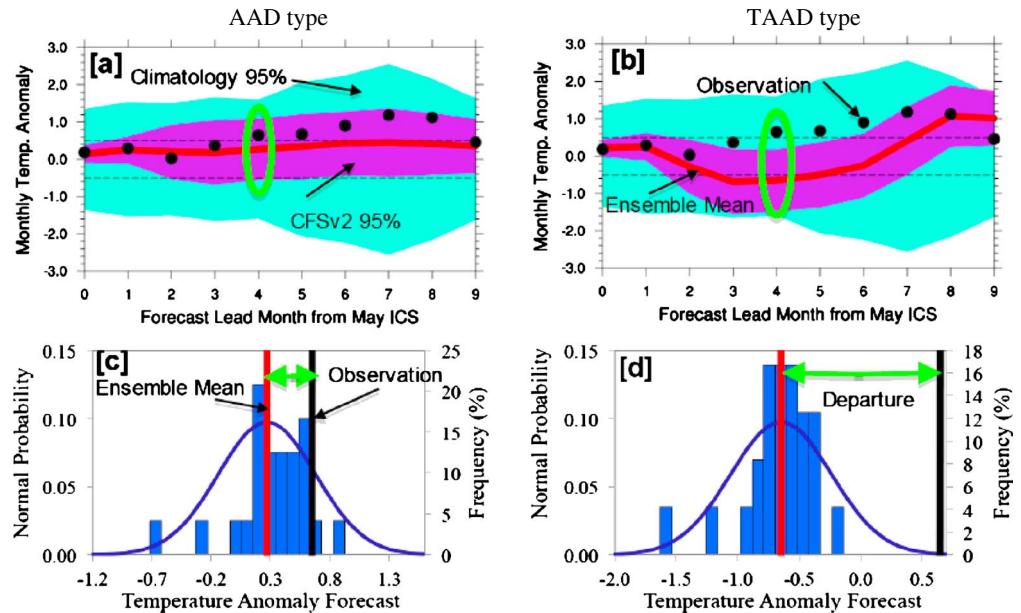 AAD type
TAAD type
[a]
Climatology 95%
CFSv2 95%
Monthly Temp. Anomaly
3.0
2.0
1.0
0.0
-1.0
-2.0
-3.0
0 1 2 3 4 5 6 7 8 9
Forecast Lead Month from May ICS
[b]
Observation
Ensemble Mean
Monthly Temp. Anomaly
3.0
2.0
1.0
0.0
-1.0
-2.0
-3.0
0 1 2 3 4 5 6 7 8 9
Forecast Lead Month from May ICS
[c]
Ensemble Mean
Observation
Normal Probability
0.15
0.10
0.05
0.00
Frequency (%)
25
20
15
10
5
0
-1.2 -0.7 -0.2 0.3 0.8 1.3
Temperature Anomaly Forecast
[d]
Departure
Normal Probability
0.15
0.10
0.05
0.00
Frequency (%)
18
16
14
12
10
8
6
4
2
0
-2.0 -1.5 -1.0 -0.5 0.0 0.5
Temperature Anomaly Forecast